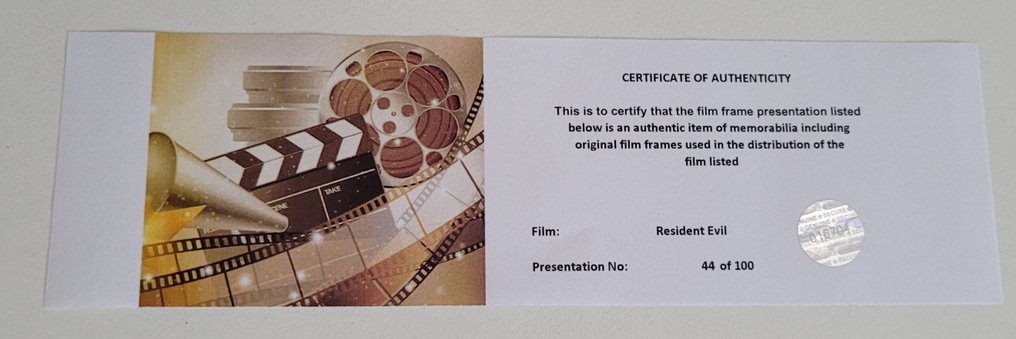 TAKE
CERTIFICATE OF AUTHENTICITY
This is to certify that the film frame presentation listed
below is an authentic item of memorabilia including
original film frames used in the distribution of the
film listed
Film: Resident Evil
Presentation No: 44 of 100
GENUINE